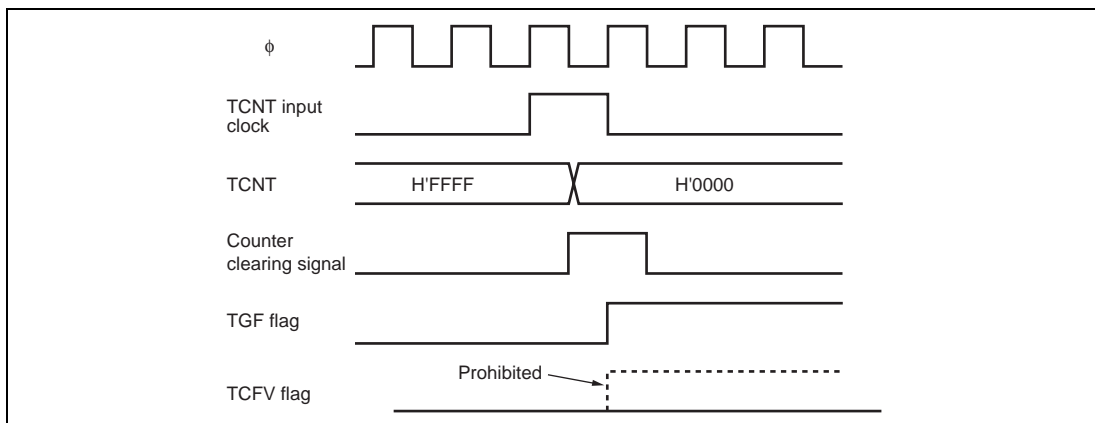 ϕ
TCNT input
clock
TCNT
H'FFFF
H'0000
Counter
clearing signal
TGF flag
Prohibited
TCFV flag